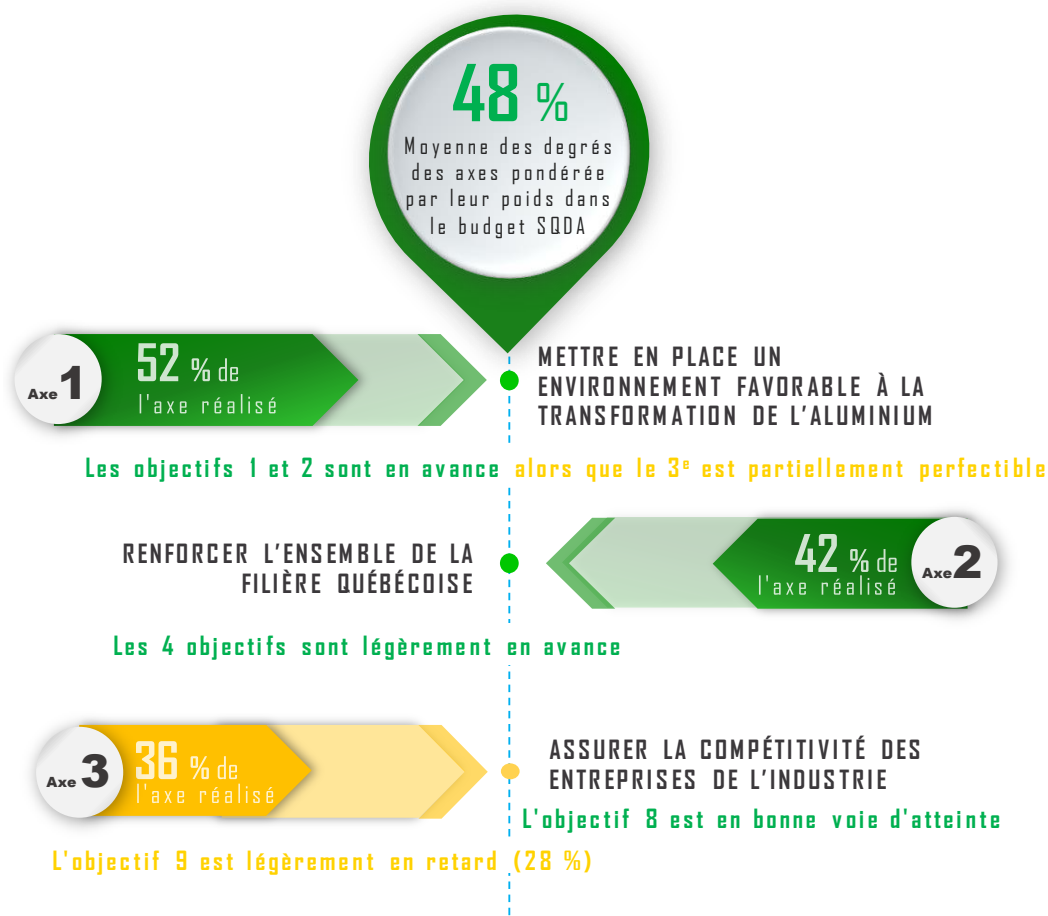 48 %
Moyenne des degrés
des axes pondérée
par leur poids dans
le budget SQDA
Axe 1
52 % de
l'axe réalisé
METTRE EN PLACE UN
ENVIRONNEMENT FAVORABLE À LA
TRANSFORMATION DE L’ALUMINIUM
Les objectifs 1 et 2 sont en avance alors que le 3e est partiellement perfectible
RENFORCER L’ENSEMBLE DE LA
FILIÈRE QUÉBÉCOISE
42 % de
l'axe réalisé
Axe 2
Les 4 objectifs sont légèrement en avance
Axe 3
36 % de
l'axe réalisé
ASSURER LA COMPÉTITIVITÉ DES
ENTREPRISES DE L’INDUSTRIE
L'objectif 8 est en bonne voie d'atteinte
L'objectif 9 est légèrement en retard (28 %)